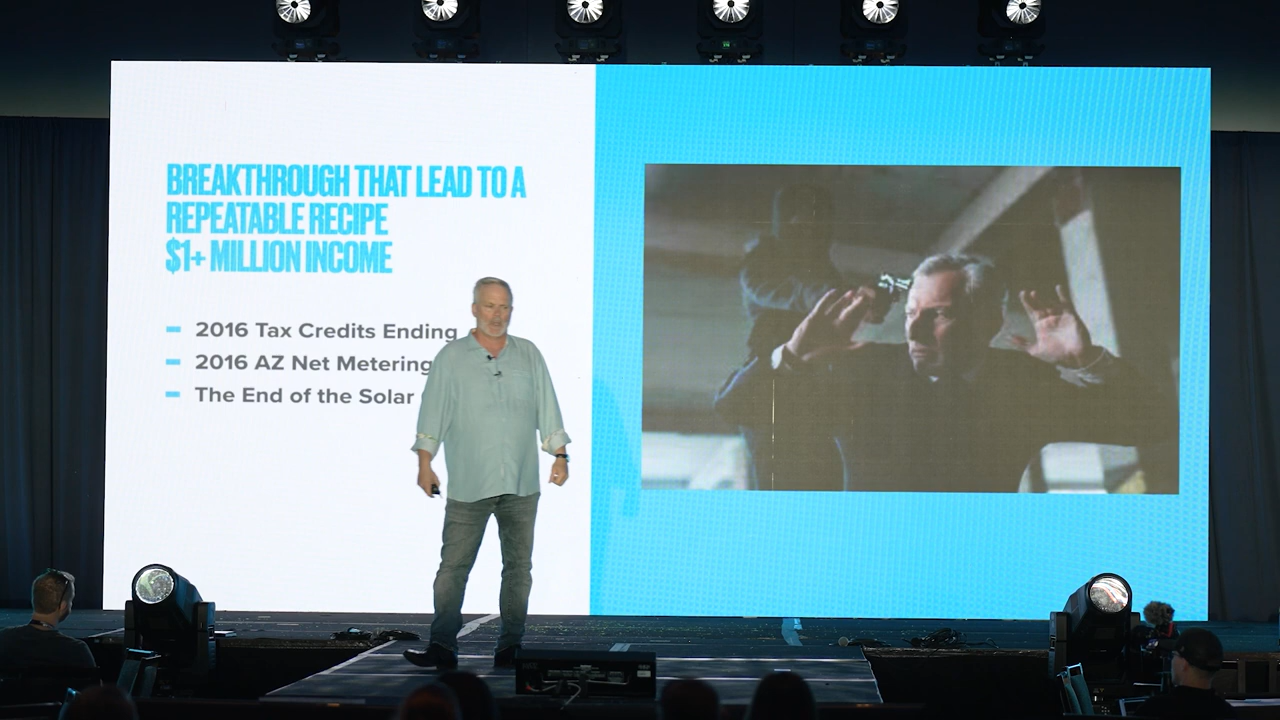 BREAKTHROUGH THAT LEAD TO A
REPEATABLE RECIPE
$1+ MILLION INCOME
2016 Tax Credits Ending
2016 AZ Net Metering
The End of the Solar